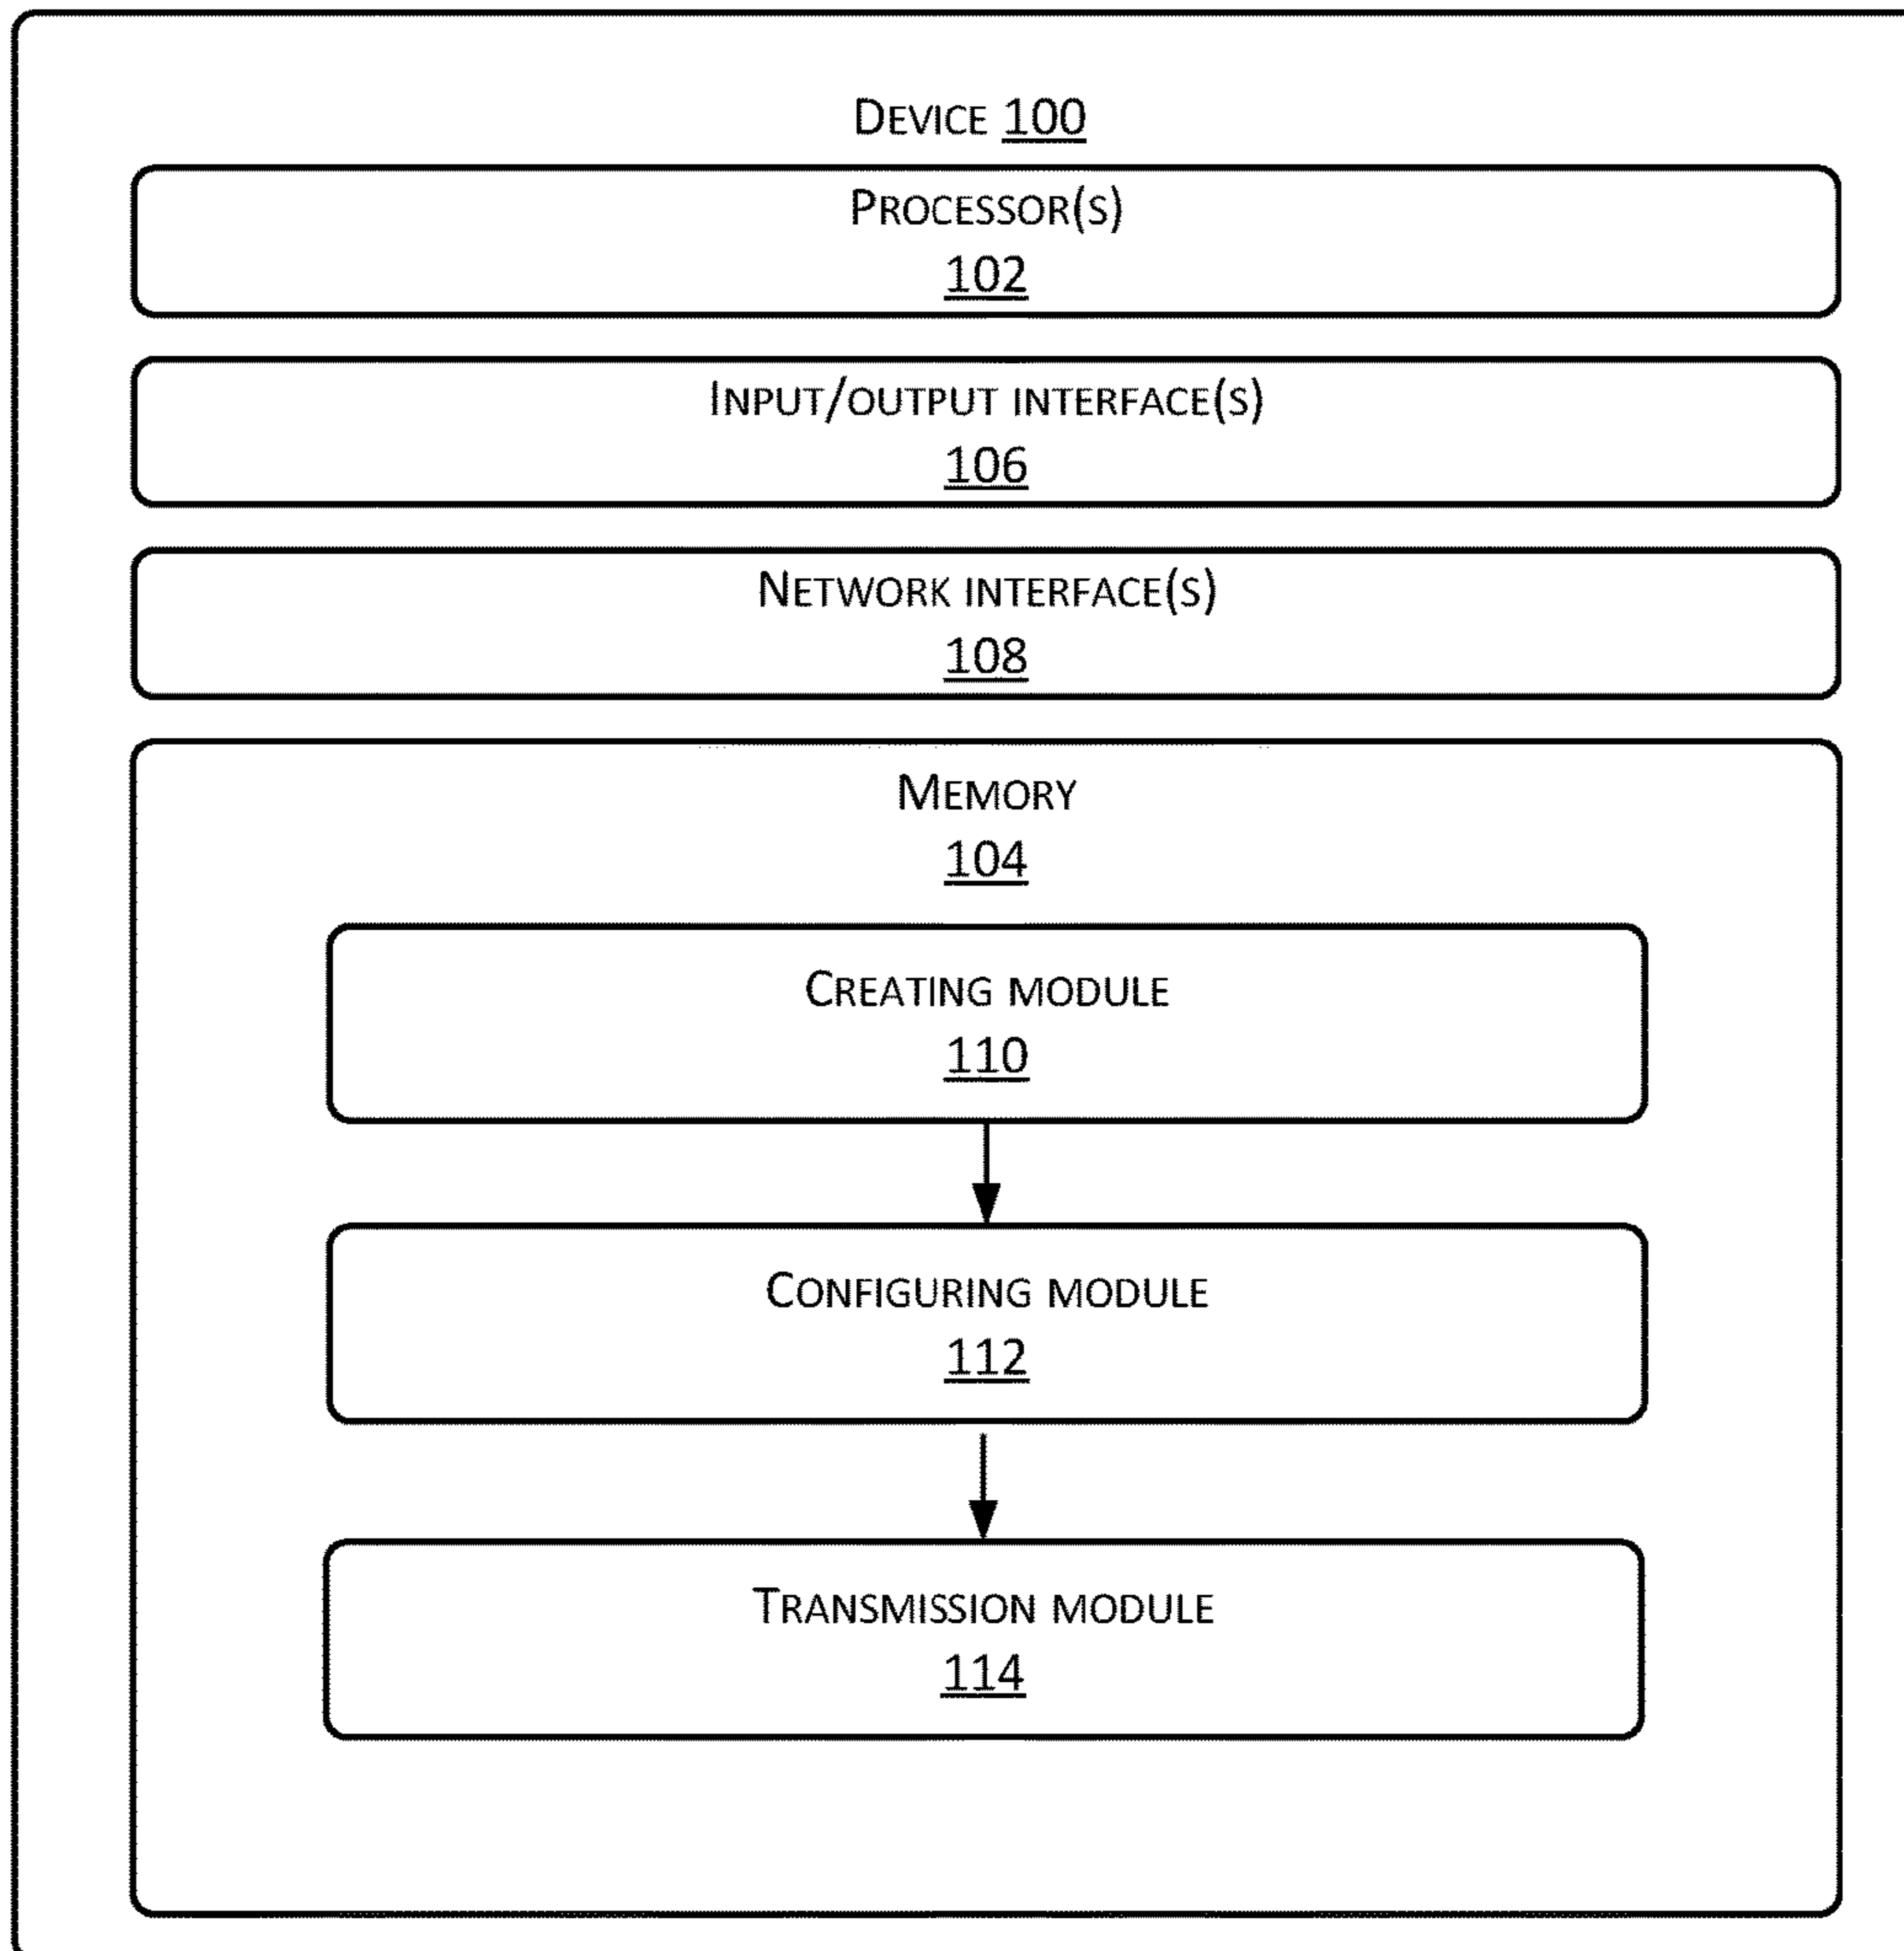 DEVICE 100
PROCESSOR(S)
102
INPUT/OUTPUT INTERFACE(S)
106
NETWORK INTERFACE(S)
108
MEMORY
104
CREATING MODULE
110
CONFIGURING MODULE
112
TRANSMISSION MODULE
114